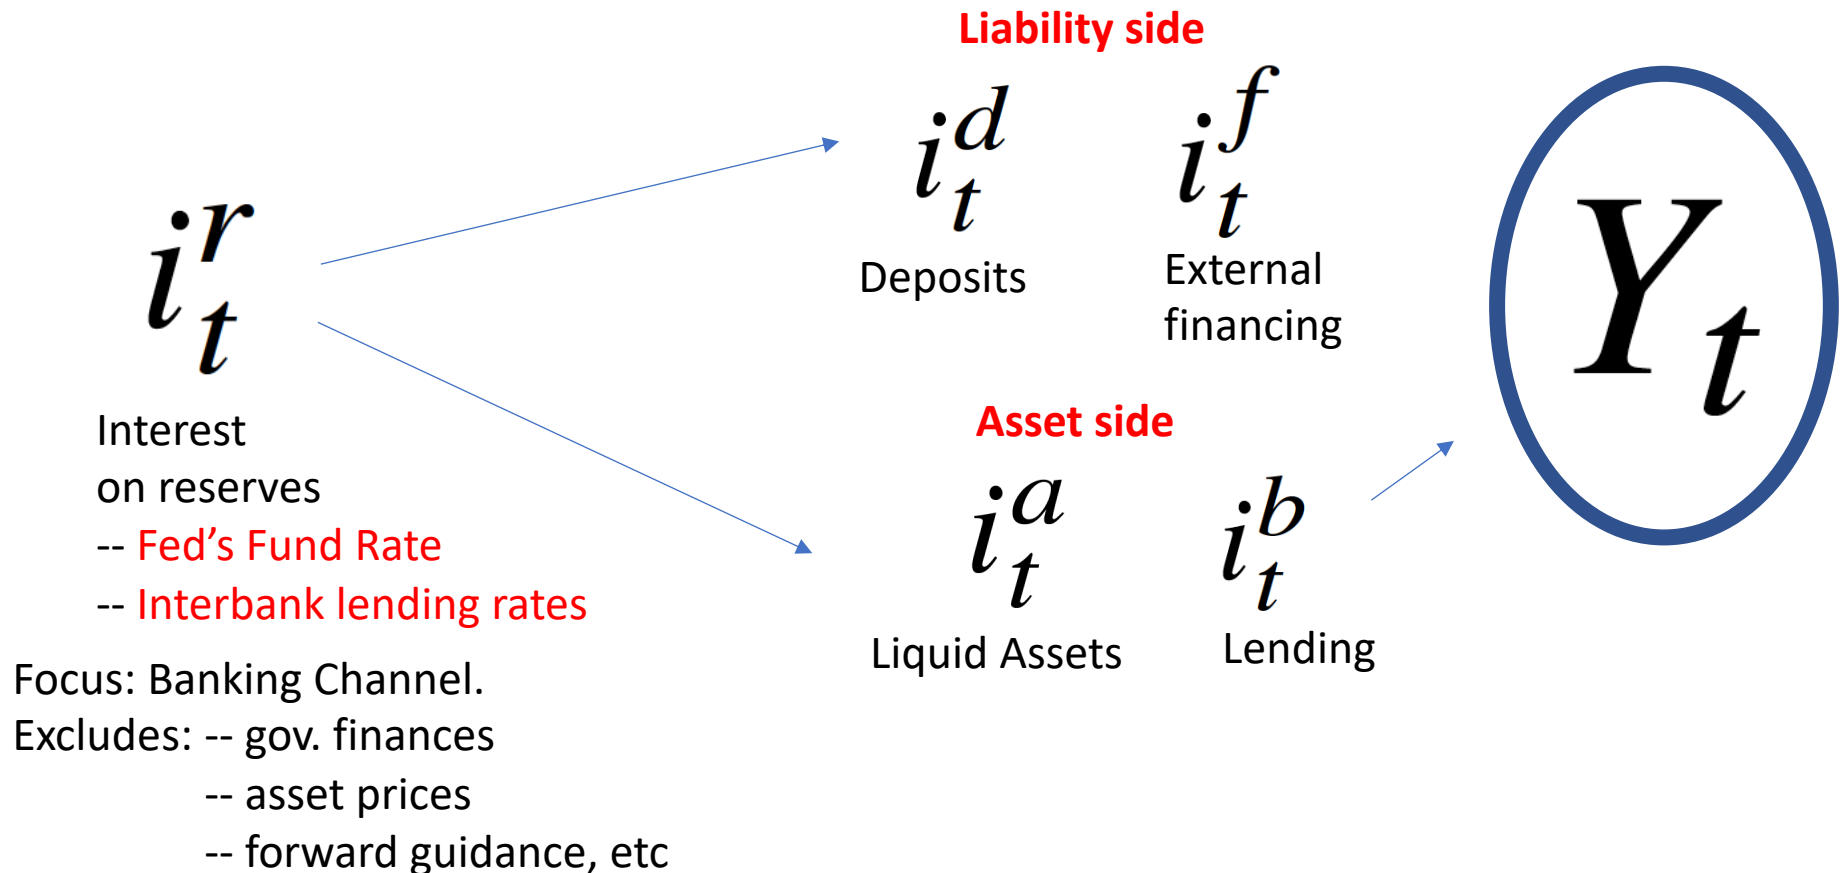 Liability side
i_t^d
i_t^f
Deposits
External
financing
i_t^r
Interest
on reserves
-- Fed's Fund Rate
-- Interbank lending rates
Focus: Banking Channel.
Excludes: -- gov. finances
-- asset prices
-- forward guidance, etc
Asset side
i_t^a
i_t^b
Liquid Assets
Lending
Y_t